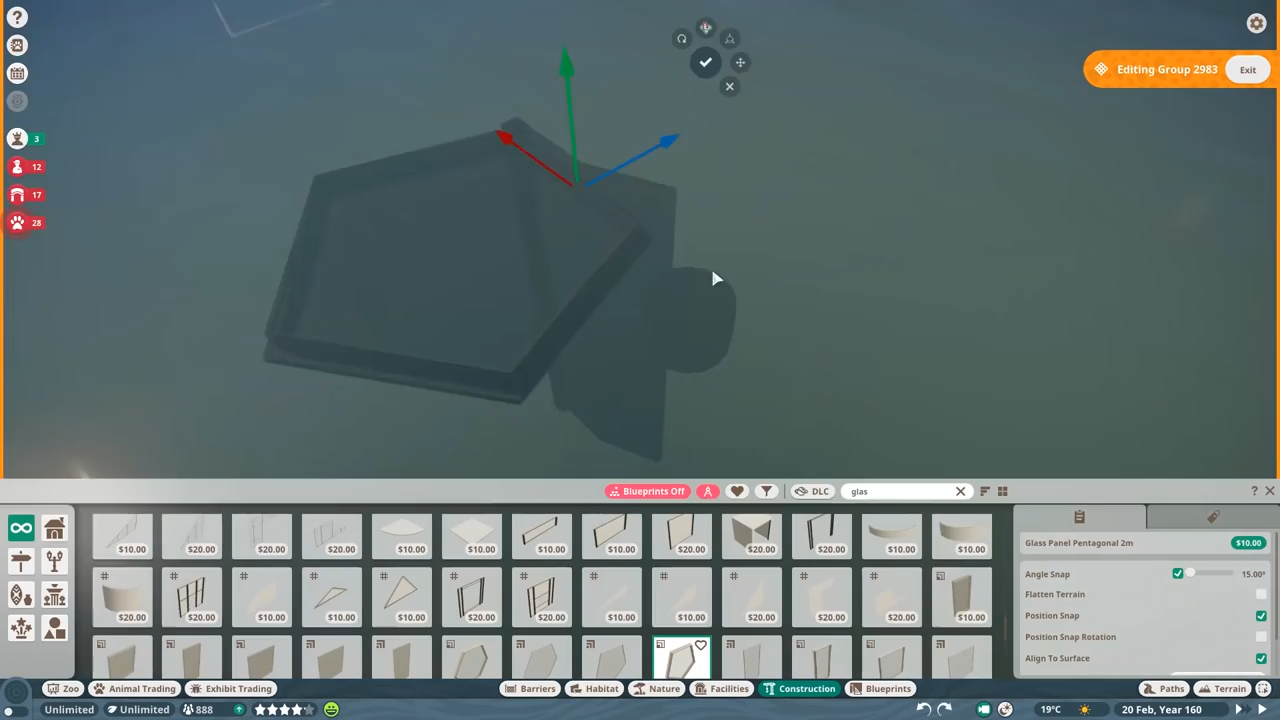 ?
Editing Group 2983 Exit
3
12
17
28
Blueprints Off DLC glas
? ×
$10.00 $20.00 $20.00 $20.00 $10.00 $20.00 $10.00 $10.00 $20.00 $20.00 $20.00 $10.00 $10.00
$20.00 $20.00 $10.00 $10.00 $10.00 $20.00 $20.00 $10.00 $10.00 $20.00 $10.00 $20.00 $10.00
Glass Panel Pentagonal 2m $10.00
Angle Snap 15.00°
Flatten Terrain
Position Snap
Position Snap Rotation
Align To Surface
Zoo Animal Trading Exhibit Trading Barriers Habitat Nature Facilities Construction Blueprints Paths Terrain
Unlimited Unlimited 888 19°C 20 Feb, Year 160